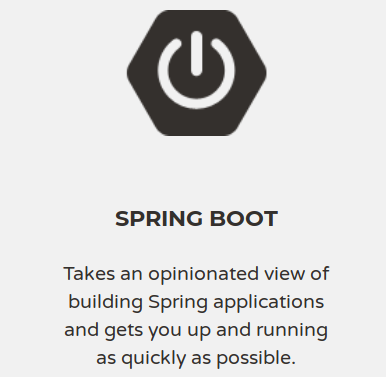 SPRING BOOT
Takes an opinionated view of
building Spring applications
and gets you up and running
as quickly as possible.